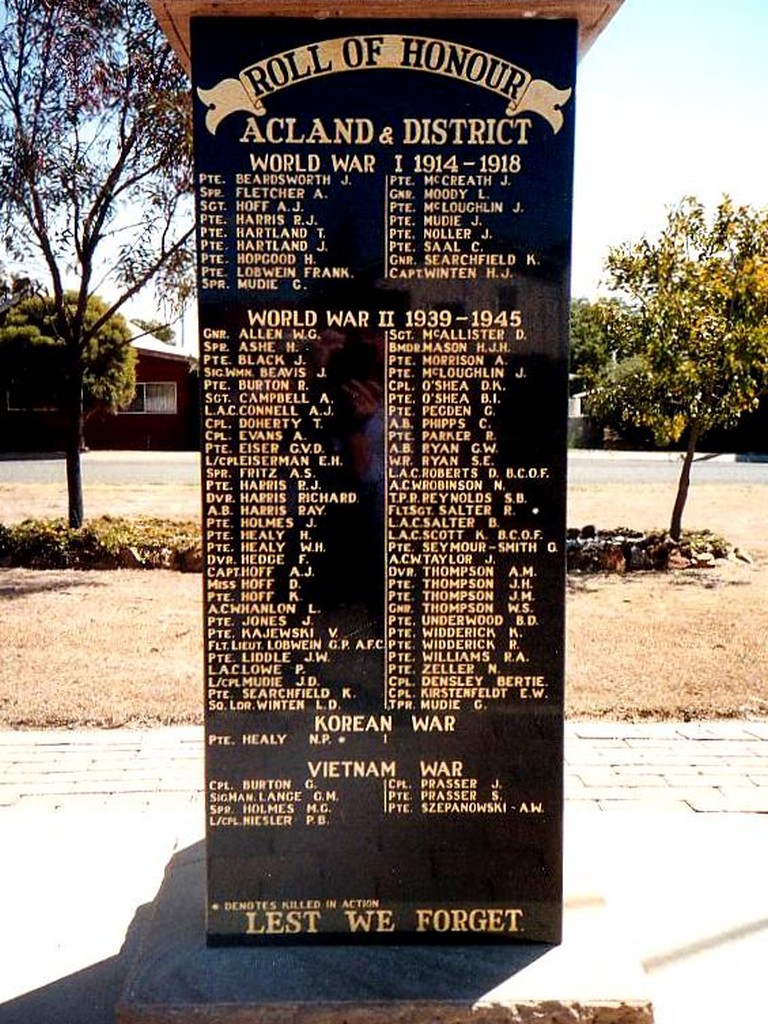 ROLL OF HONOUR
ACLAND & DISTRICT
WORLD WAR I 1914-1918
PTE. BEARDSWORTH J.
SPR. FLETCHER A.
SGT. HOFF A.J.
PTE. HARRIS R.J.
PTE. HARTLAND T.
PTE. HARTLAND J.
PTE. HOPGOOD H.
PTE. LOBWEIN FRANK.
SPR. MUDIE G.
PTE. McCREATH J.
GNR. MOODY L.
PTE. McLOUGHLIN J.
PTE. MUDIE J.
PTE. NOLLER J.
PTE. SAAL C.
GNR. SEARCHFIELD K.
CAPT. WINTEN H.J.
WORLD WAR II 1939-1945
GNR. ALLEN W.G.
SPR. ASHE H.
PTE. BLACK J.
SIG.WMN. BEAVIS J.
PTE. BURTON R.
SGT. CAMPBELL A.
L.A.C. CONNELL A.J.
CPL. DOHERTY T.
CPL. EVANS A.
PTE. EISER G.V.D.
L/CPL EISERMAN E.H.
SPR. FRITZ A.S.
PTE. HARRIS R.J.
DVR. HARRIS RICHARD
A.B. HARRIS RAY.
PTE. HOLMES J.
PTE. HEALY H.
PTE. HEALY W.H.
DVR. HEDGE F.
CAPT. HOFF A.J.
MISS HOFF D.
PTE. HOFF K.
A.C.W HANLON L.
PTE. JONES J.
PTE. KAJEWSKI V.
FLT. LIEUT. LOBWEIN G.P. A.F.C.
PTE. LIDDLE J.W.
L.A.C. LOWE P.
L/CPL MUDIE J.D.
PTE. SEARCHFIELD K.
SQ. LDR. WINTEN L.D.
SGT. McALLISTER D.
BMDR. MASON H.J.H.
PTE. MORRISON A.
PTE. McLOUGHLIN J.
CPL. O'SHEA D.K.
PTE. O'SHEA B.I.
PTE. PEGDEN G.
A.B. PHIPPS C.
PTE. PARKER R.
A.B. RYAN G.W.
W.R. RYAN S.E.
L.A.C. ROBERTS D. B.C.O.F.
A.C.W ROBINSON N.
T.P.R. REYNOLDS S.B.
FLT SGT. SALTER R. *
L.A.C. SALTER B.
L.A.C. SCOTT K. B.C.O.F.
PTE. SEYMOUR-SMITH G
A.C.W TAYLOR J.
DVR. THOMPSON A.M.
PTE. THOMPSON J.H.
PTE. THOMPSON J.M.
GNR. THOMPSON W.S.
PTE. UNDERWOOD B.D.
PTE. WIDDERICK K.
PTE. WIDDERICK R.
PTE. WILLIAMS R.A.
PTE. ZELLER N.
CPL. DENSLEY BERTIE.
CPL. KIRSTENFELDT E.W.
TPR. MUDIE G.
KOREAN WAR
PTE. HEALY N.P. *
VIETNAM WAR
CPL. BURTON G.
SIGMAN. LANGE G.M.
SPR. HOLMES M.G.
L/CPL. NIESLER P.B.
CPL. PRASSER J.
PTE. PRASSER S.
PTE. SZEPANOWSKI - A.W.
* DENOTES KILLED IN ACTION
LEST WE FORGET.